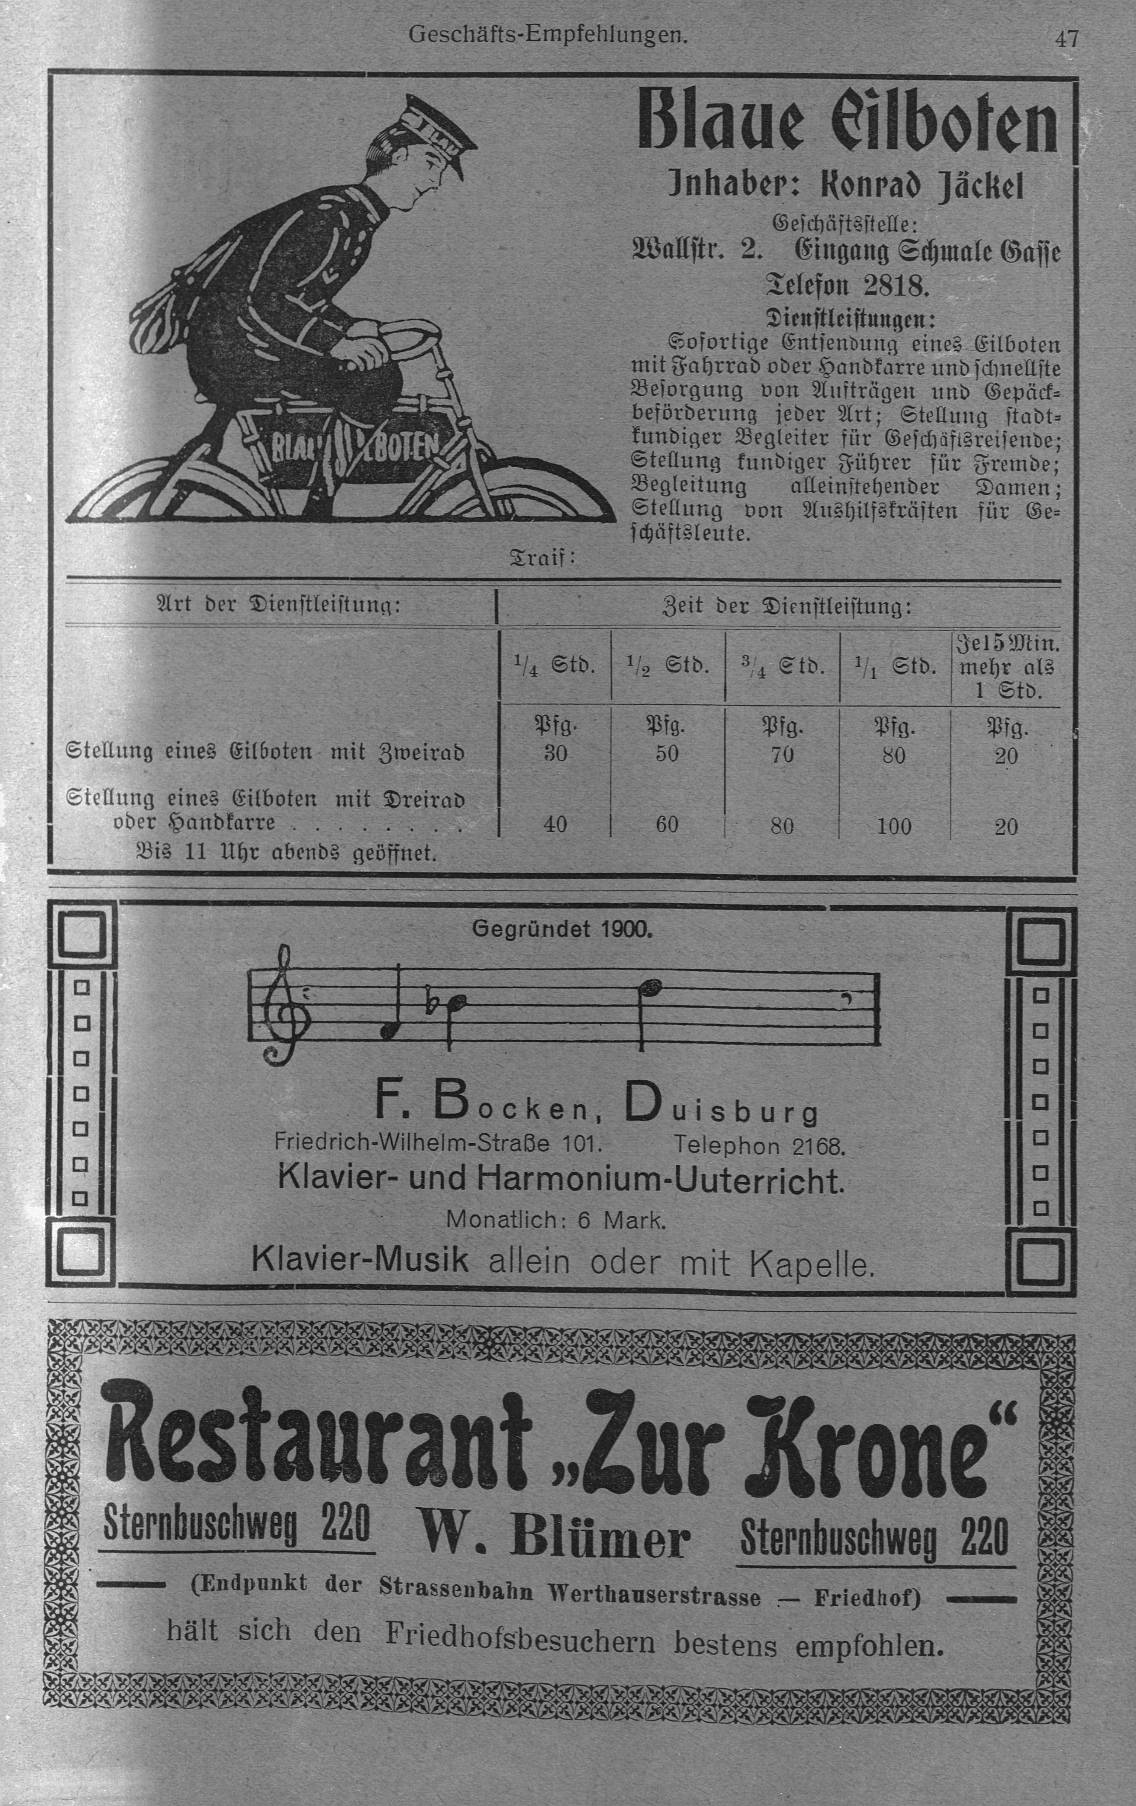 Geschäfts-Empfehlungen.
47
BLAU
BLAU EILBOTEN
Blaue Eilboten
Inhaber: Konrad Jäckel
Geschäftsstelle:
Wallstr. 2. Eingang Schmale Gasse
Telefon 2818.
Dienstleistungen:
Sofortige Entsendung eines Eilboten
mit Fahrrad oder Handkarre und schnellste
Besorgung von Aufträgen und Gepäck-
beförderung jeder Art; Stellung stadt-
kundiger Begleiter für Geschäftsreisende;
Stellung kundiger Führer für Fremde;
Begleitung alleinstehender Damen;
Stellung von Aushilfskräften für Ge-
schäftsleute.
Traif:
Art der Dienstleistung: Zeit der Dienstleistung:
1/4 Std. 1/2 Std. 3/4 Std. 1/1 Std. Je 15 Min.
mehr als
1 Std.
Pfg. Pfg. Pfg. Pfg. Pfg.
Stellung eines Eilboten mit Zweirad 30 50 70 80 20
Stellung eines Eilboten mit Dreirad
oder Handkarre . . . . . . . . 40 60 80 100 20
Bis 11 Uhr abends geöffnet.
Gegründet 1900.
F. Bocken, Duisburg
Friedrich-Wilhelm-Straße 101. Telephon 2168.
Klavier- und Harmonium-Uuterricht.
Monatlich: 6 Mark.
Klavier-Musik allein oder mit Kapelle.
Restaurant „Zur Krone“
Sternbuschweg 220 W. Blümer Sternbuschweg 220
(Endpunkt der Strassenbahn Werthauserstrasse — Friedhof)
hält sich den Friedhofsbesuchern bestens empfohlen.